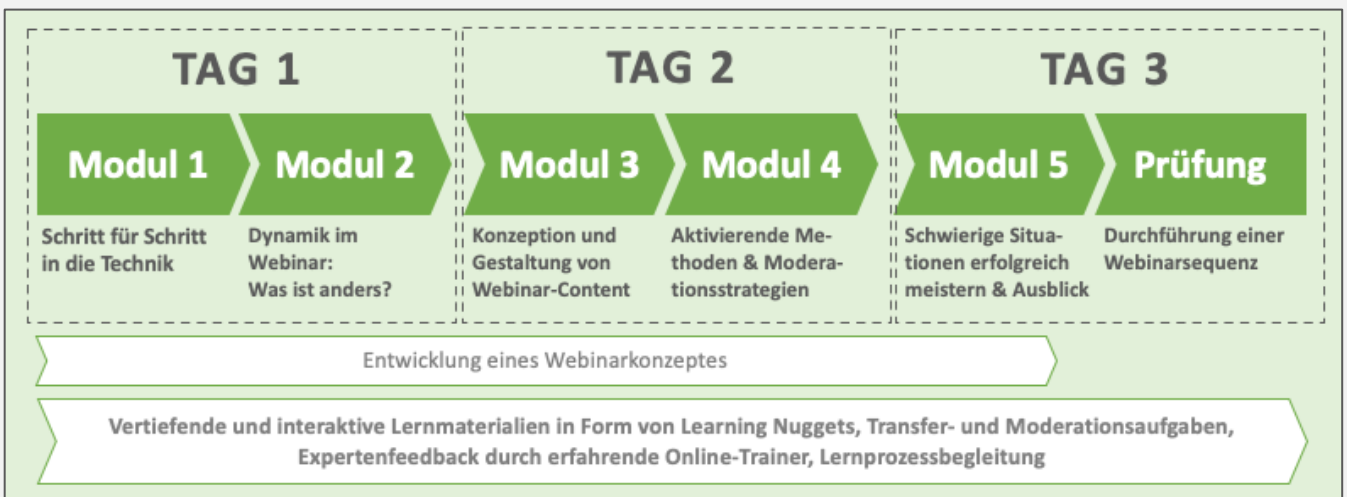 TAG 1
TAG 2
TAG 3
Modul 1
Modul 2
Modul 3
Modul 4
Modul 5
Prüfung
Schritt für Schritt
in die Technik
Dynamik im
Webinar:
Was ist anders?
Konzeption und
Gestaltung von
Webinar-Content
Aktivierende Me-
thoden & Modera-
tionsstrategien
Schwierige Situa-
tionen erfolgreich
meistern & Ausblick
Durchführung einer
Webinarsequenz
Entwicklung eines Webinarkonzeptes
Vertiefende und interaktive Lernmaterialien in Form von Learning Nuggets, Transfer- und Moderationsaufgaben,
Expertenfeedback durch erfahrende Online-Trainer, Lernprozessbegleitung